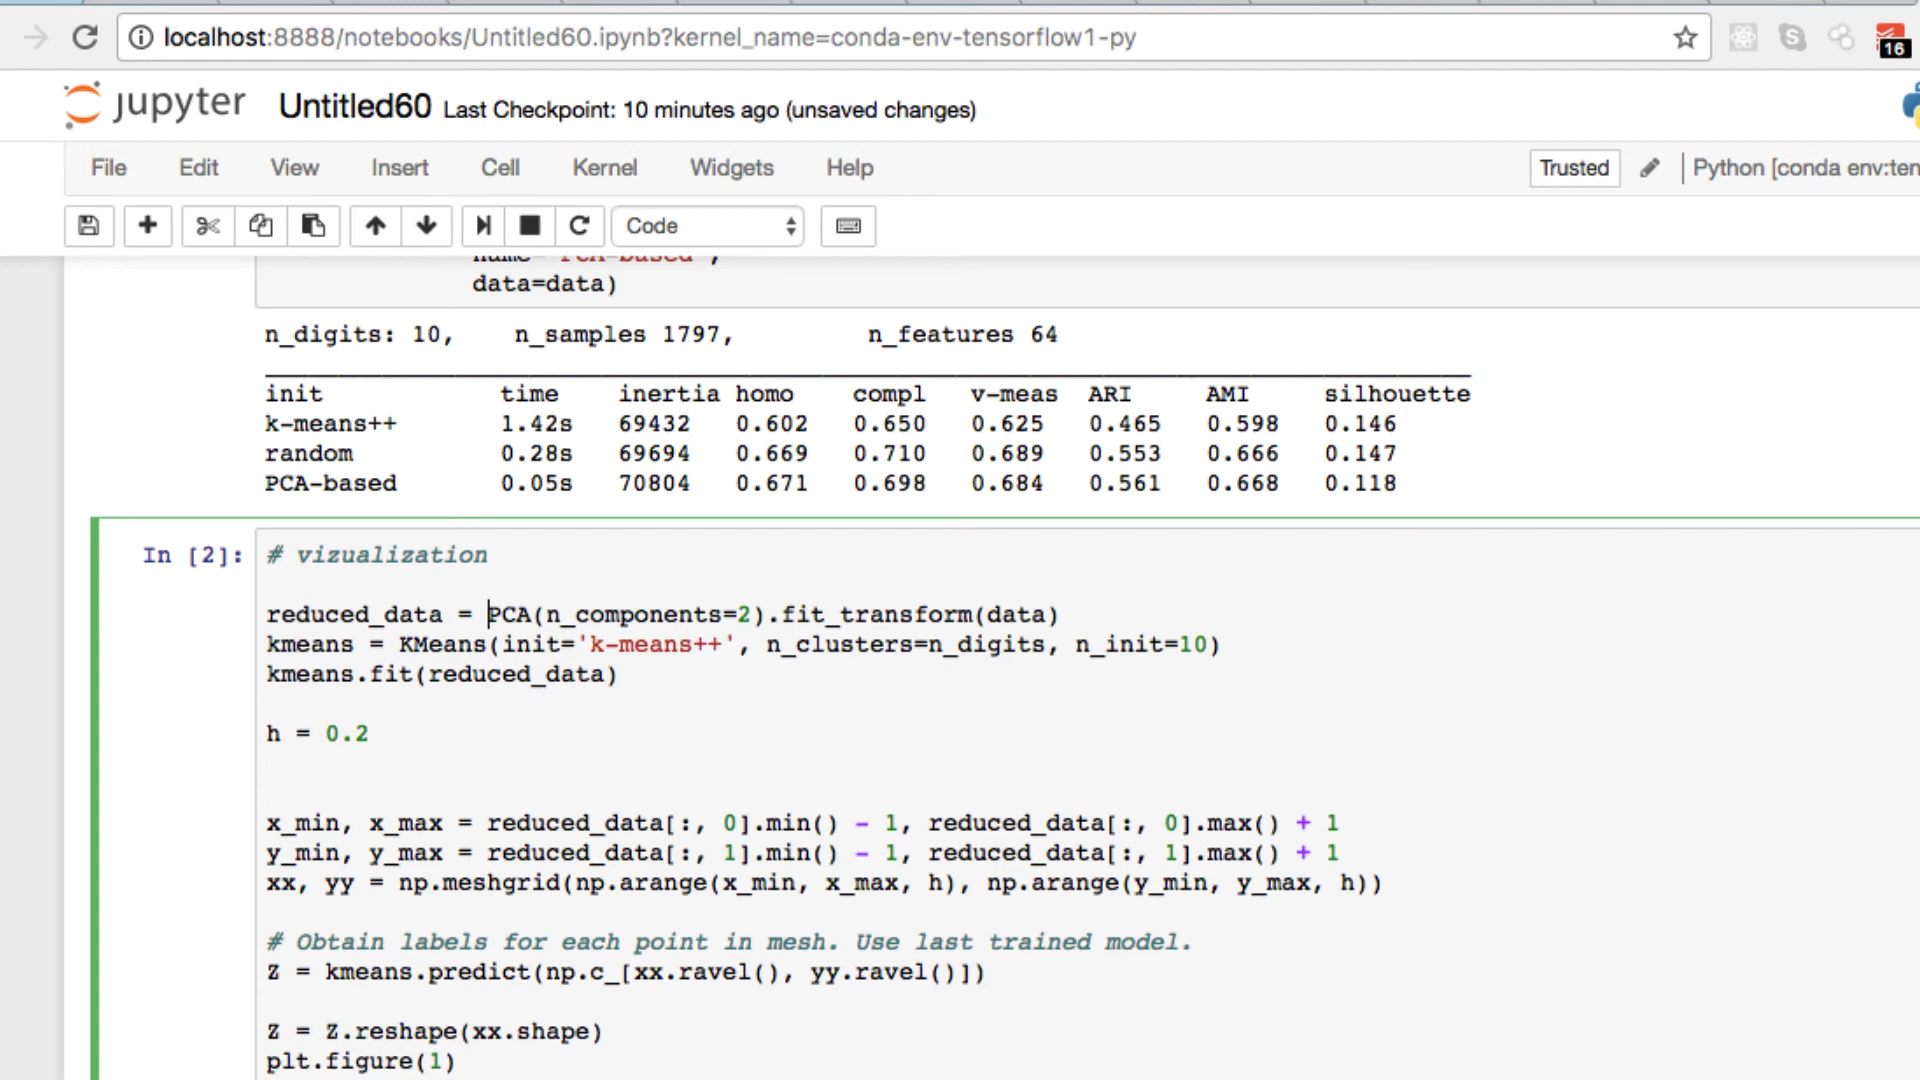 localhost:8888/notebooks/Untitled60.ipynb?kernel_name=conda-env-tensorflow1-py
16
jupyter Untitled60 Last Checkpoint: 10 minutes ago (unsaved changes)
File Edit View Insert Cell Kernel Widgets Help Trusted Python [conda env:ten
Code
name="PCA-based",
data=data)
n_digits: 10, n_samples 1797, n_features 64
init time inertia homo compl v-meas ARI AMI silhouette
k-means++ 1.42s 69432 0.602 0.650 0.625 0.465 0.598 0.146
random 0.28s 69694 0.669 0.710 0.689 0.553 0.666 0.147
PCA-based 0.05s 70804 0.671 0.698 0.684 0.561 0.668 0.118
In [2]: # vizualization
reduced_data = PCA(n_components=2).fit_transform(data)
kmeans = KMeans(init='k-means++', n_clusters=n_digits, n_init=10)
kmeans.fit(reduced_data)
h = 0.2
x_min, x_max = reduced_data[:, 0].min() - 1, reduced_data[:, 0].max() + 1
y_min, y_max = reduced_data[:, 1].min() - 1, reduced_data[:, 1].max() + 1
xx, yy = np.meshgrid(np.arange(x_min, x_max, h), np.arange(y_min, y_max, h))
# Obtain labels for each point in mesh. Use last trained model.
Z = kmeans.predict(np.c_[xx.ravel(), yy.ravel()])
Z = Z.reshape(xx.shape)
plt.figure(1)